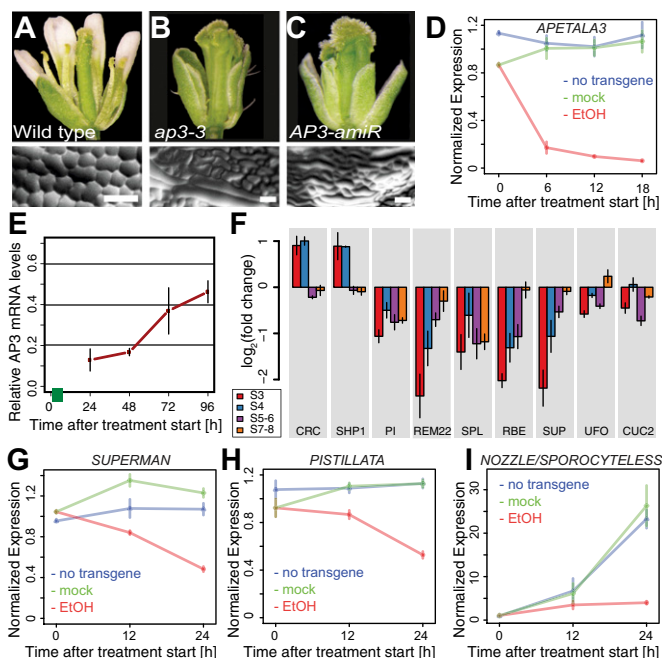 A
B
C
D
APETALA3
Wild type
ap3-3
AP3-amiR
Normalized Expression
1.2
0.8
0.4
0
- no transgene
- mock
- EtOH
0
6
12
18
Time after treatment start [h]
E
Relative AP3 mRNA levels
0.6
0.4
0.2
0.0
0
24
48
72
96
Time after treatment start [h]
F
log2(fold change)
1
0
−1
−2
S3
S4
S5-6
S7-8
CRC
SHP1
PI
REM22
SPL
RBE
SUP
UFO
CUC2
G
SUPERMAN
Normalized Expression
1.2
0.8
0.4
0
- no transgene
- mock
- EtOH
0
12
24
Time after treatment start [h]
H
PISTILLATA
Normalized Expression
1.2
0.8
0.4
0
- no transgene
- mock
- EtOH
0
12
24
Time after treatment start [h]
I
NOZZLE/SPOROCYTELESS
Normalized Expression
30
20
10
0
- no transgene
- mock
- EtOH
0
12
24
Time after treatment start [h]